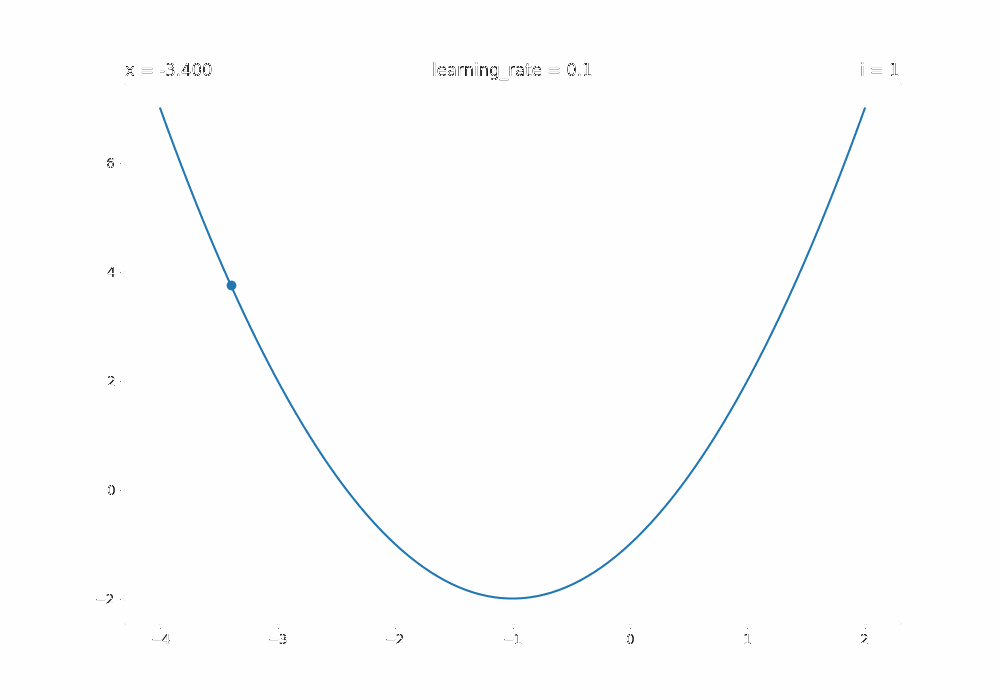 x = -3.400 learning_rate = 0.1 i = 1
6
4
2
0
−2
−4 −3 −2 −1 0 1 2